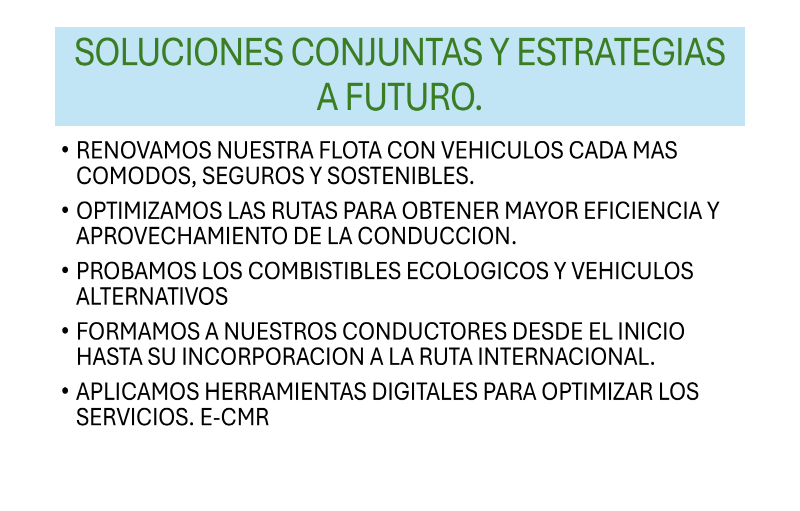 SOLUCIONES CONJUNTAS Y ESTRATEGIAS
A FUTURO.
• RENOVAMOS NUESTRA FLOTA CON VEHICULOS CADA MAS
COMODOS, SEGUROS Y SOSTENIBLES.
• OPTIMIZAMOS LAS RUTAS PARA OBTENER MAYOR EFICIENCIA Y
APROVECHAMIENTO DE LA CONDUCCION.
• PROBAMOS LOS COMBISTIBLES ECOLOGICOS Y VEHICULOS
ALTERNATIVOS
• FORMAMOS A NUESTROS CONDUCTORES DESDE EL INICIO
HASTA SU INCORPORACION A LA RUTA INTERNACIONAL.
• APLICAMOS HERRAMIENTAS DIGITALES PARA OPTIMIZAR LOS
SERVICIOS. E-CMR